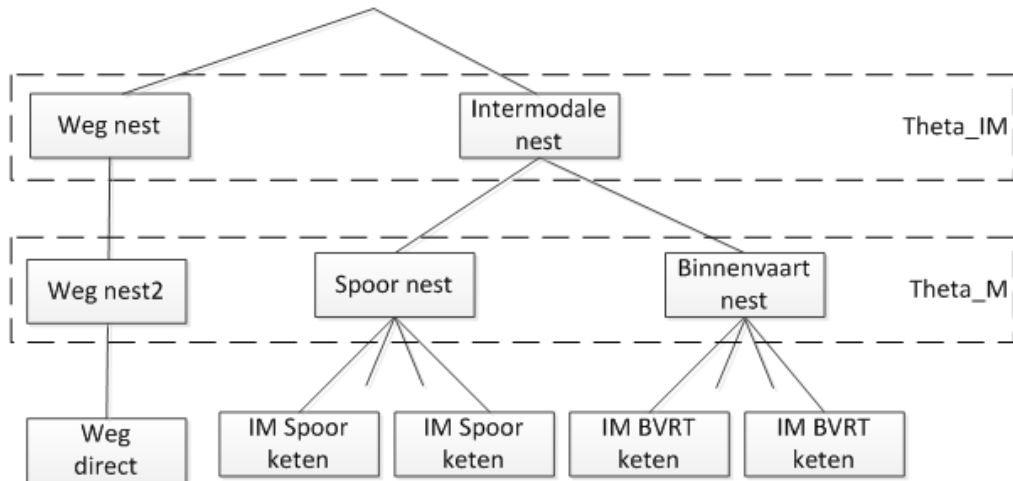 Weg nest
Intermodale
nest
Theta_IM
Weg nest2
Spoor nest
Binnenvaart
nest
Theta_M
Weg
direct
IM Spoor
keten
IM Spoor
keten
IM BVRT
keten
IM BVRT
keten